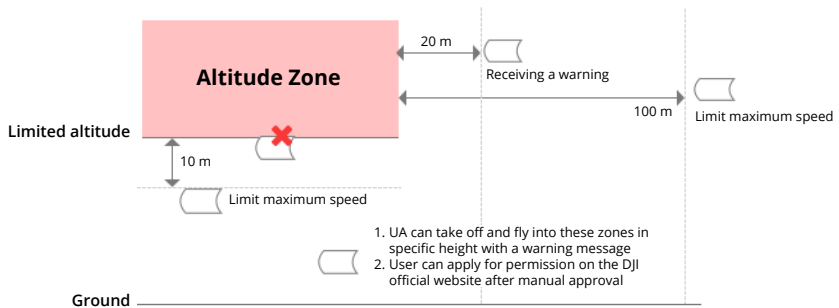 20 m
Receiving a warning
Altitude Zone
100 m
Limit maximum speed
Limited altitude
10 m
Limit maximum speed
1. UA can take off and fly into these zones in
specific height with a warning message
2. User can apply for permission on the DJI
official website after manual approval
Ground